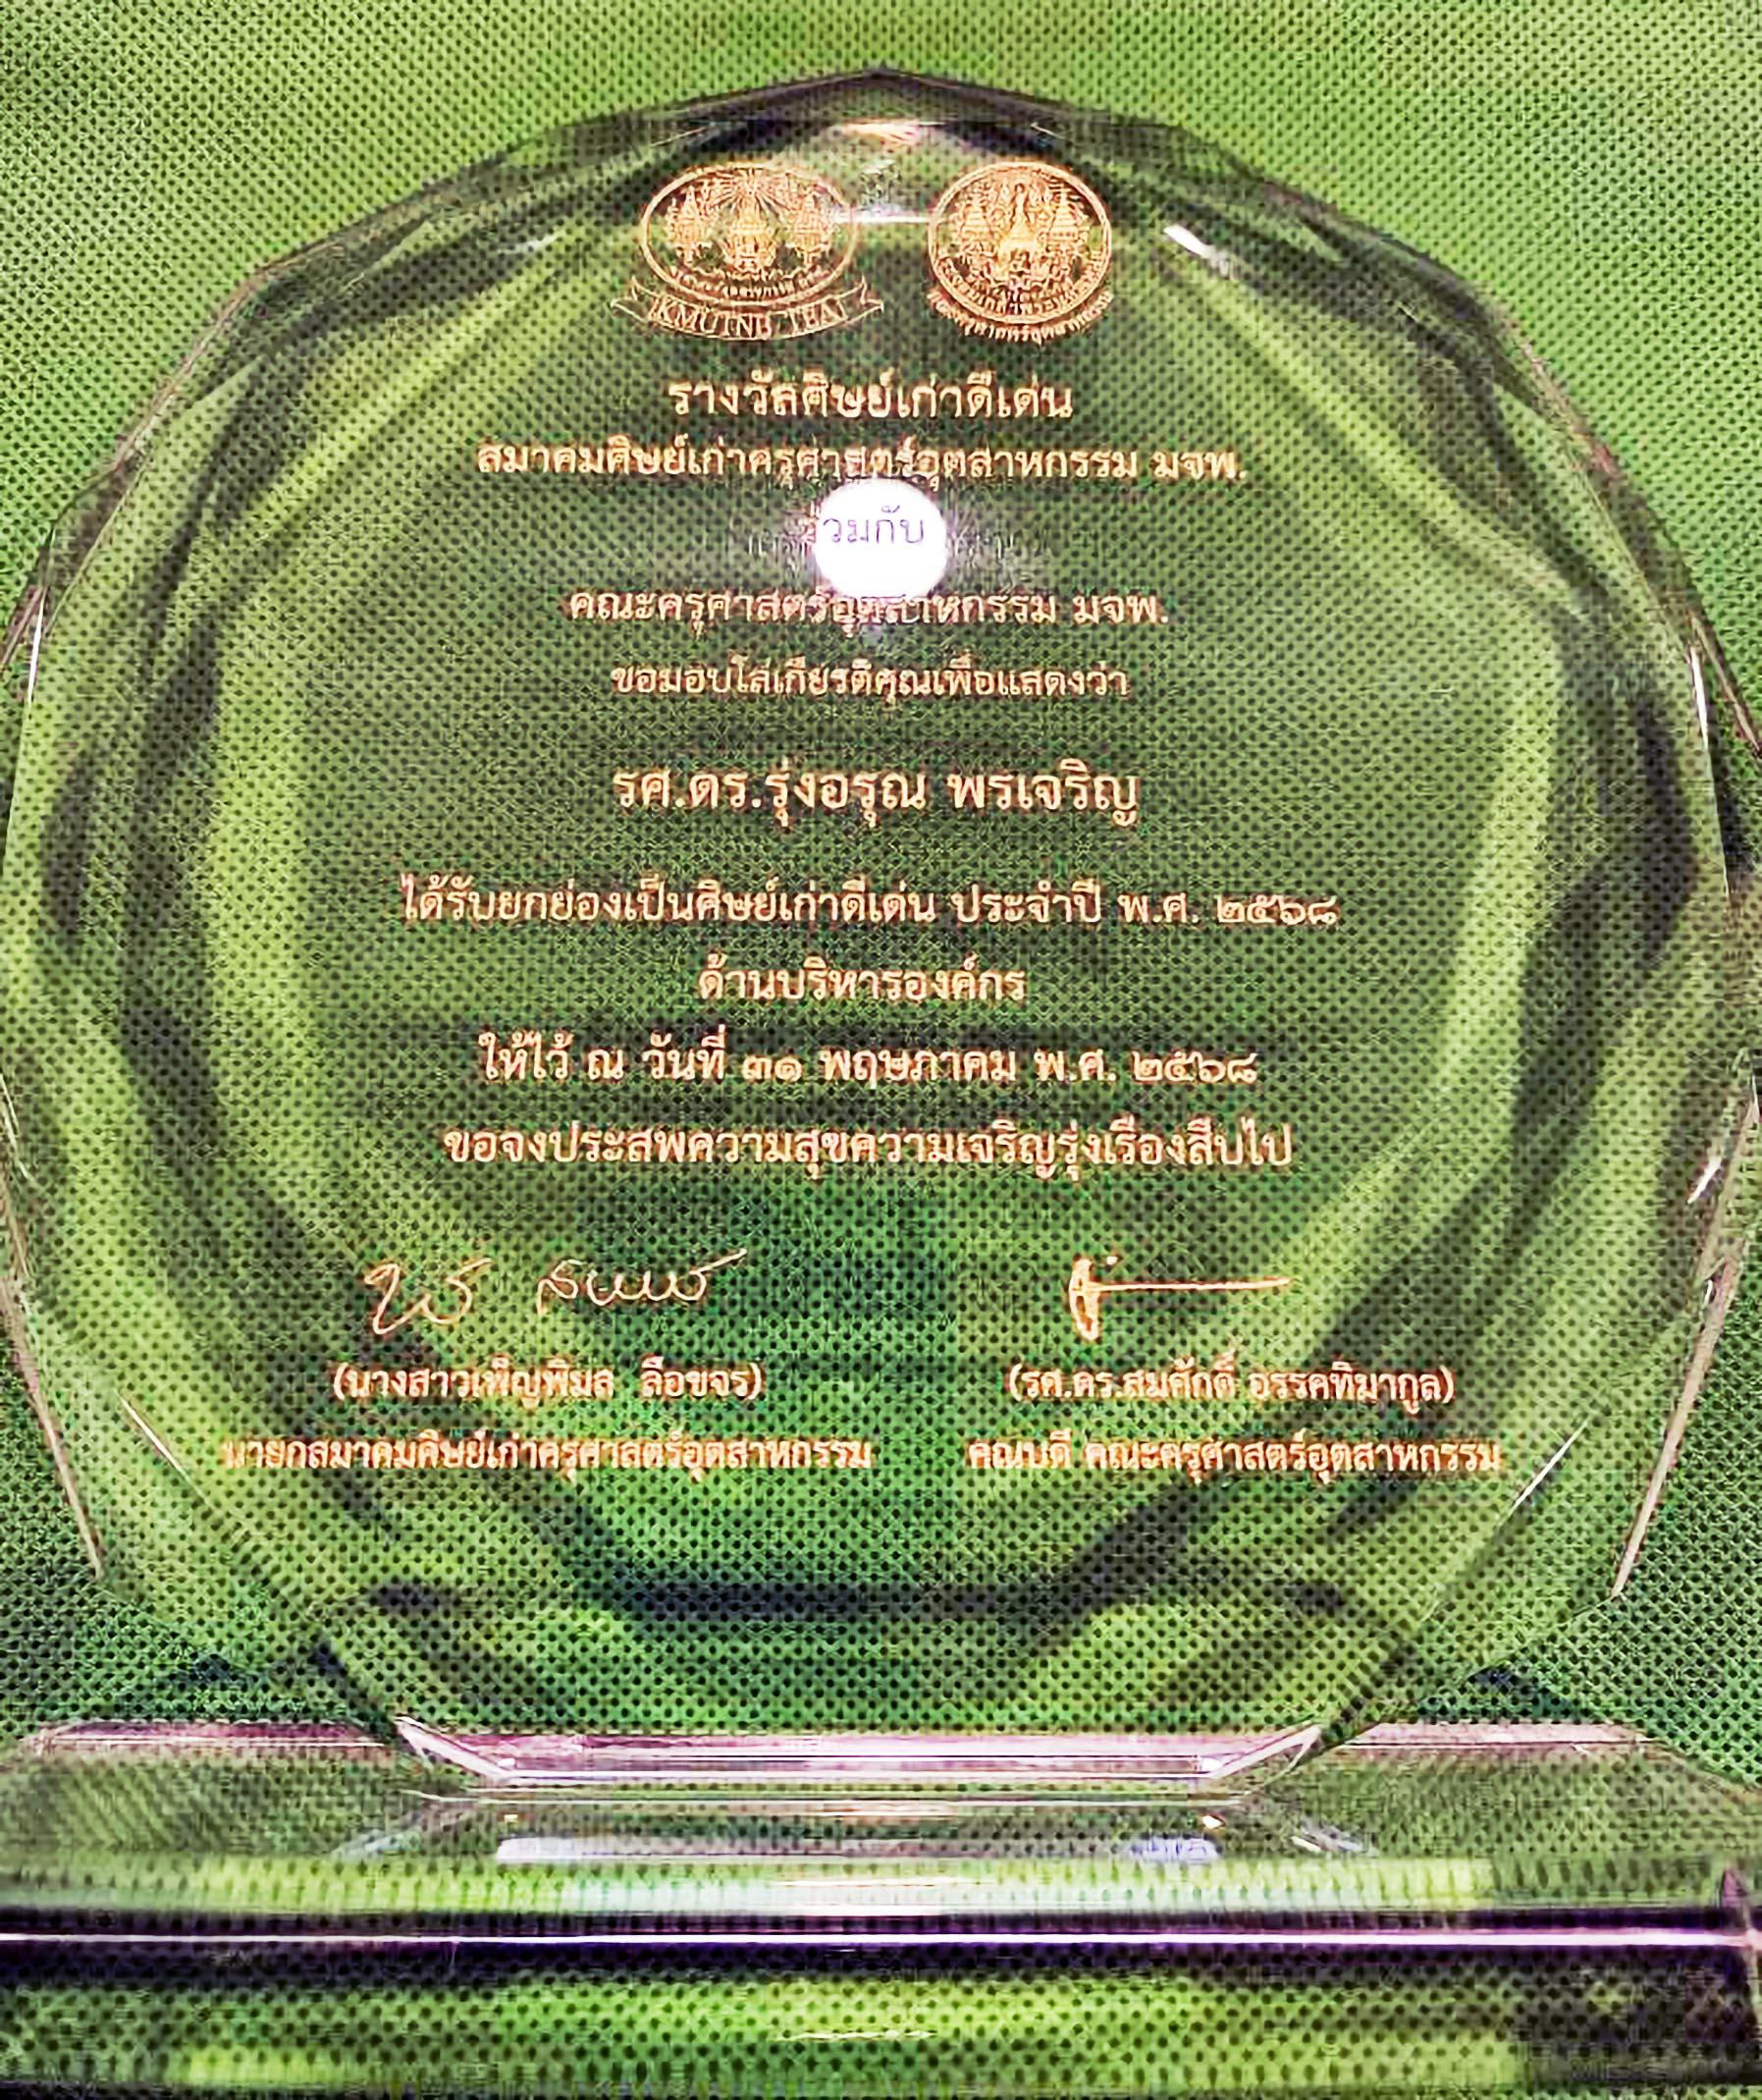 KMUTNB THAI
รางวัลศิษย์เก่าดีเด่น
สมาคมศิษย์เก่าครุศาสตร์อุตสาหกรรม มจพ.
วมกับ
คณะครุศาสตร์อุตสาหกรรม มจพ.
ขอมอบโล่เกียรติคุณเพื่อแสดงว่า
รศ.ดร.รุ่งอรุณ พรเจริญ
ได้รับยกย่องเป็นศิษย์เก่าดีเด่น ประจำปี พ.ศ. ๒๕๖๘
ด้านบริหารองค์กร
ให้ไว้ ณ วันที่ ๓๑ พฤษภาคม พ.ศ. ๒๕๖๘
ขอจงประสพความสุขความเจริญรุ่งเรืองสืบไป
(นางสาวเพ็ญพิมล ลือขจร) (รศ.ดร.สมศักดิ์ อรรคทิมากูล)
นายกสมาคมศิษย์เก่าครุศาสตร์อุตสาหกรรม คณบดี คณะครุศาสตร์อุตสาหกรรม